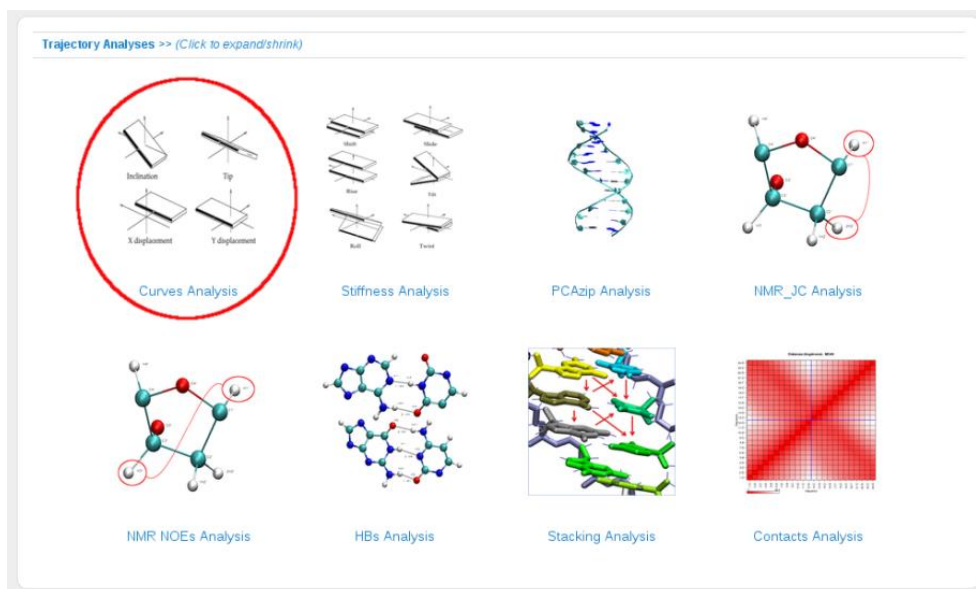 Trajectory Analyses >> (Click to expand/shrink)
Inclination
Tip
X displacement
Y displacement
Curves Analysis
Shift
Slide
Rise
Tilt
Roll
Twist
Stiffness Analysis
PCAzip Analysis
NMR_JC Analysis
NMR NOEs Analysis
HBs Analysis
Stacking Analysis
Contacts Analysis